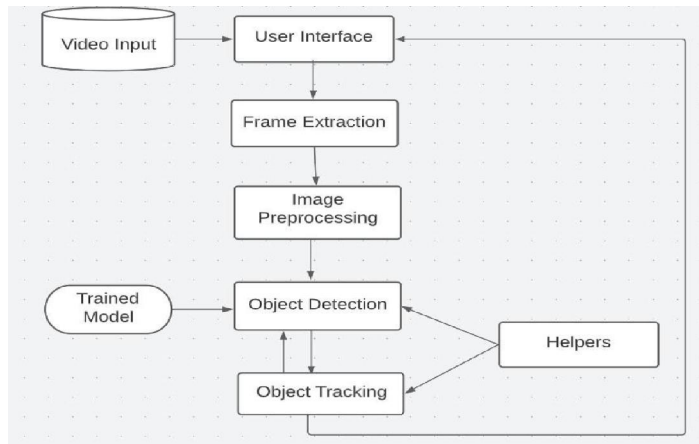 Video Input
User Interface
Frame Extraction
Image
Preprocessing
Trained
Model
Object Detection
Helpers
Object Tracking